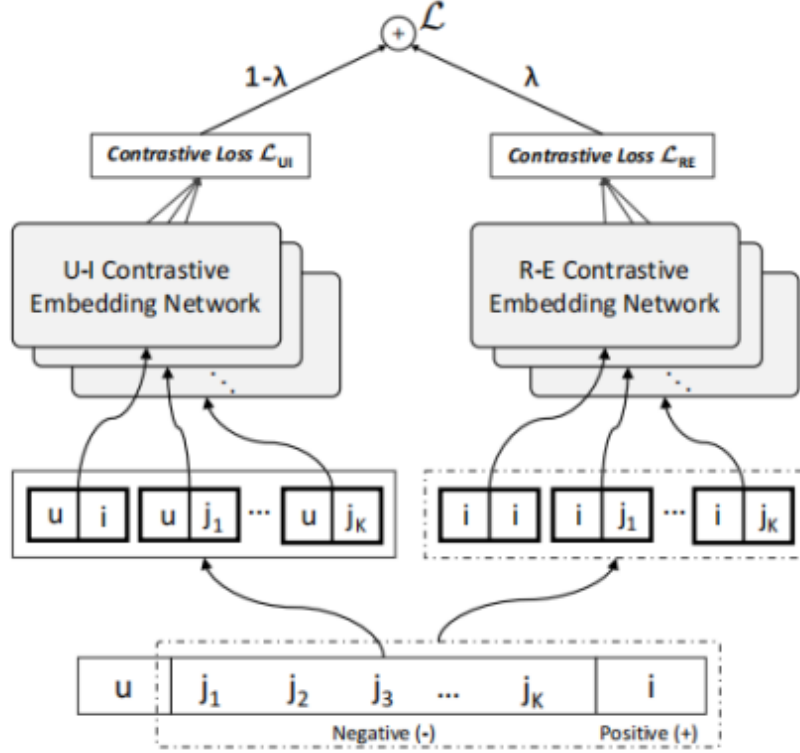 + ℒ
1-λ λ
Contrastive Loss ℒUI Contrastive Loss ℒRE
U-I Contrastive R-E Contrastive
Embedding Network Embedding Network
⋱ ⋱
u i u j1 ... u jK i i i j1 ... i jK
u j1 j2 j3 ... jK i
Negative (-) Positive (+)